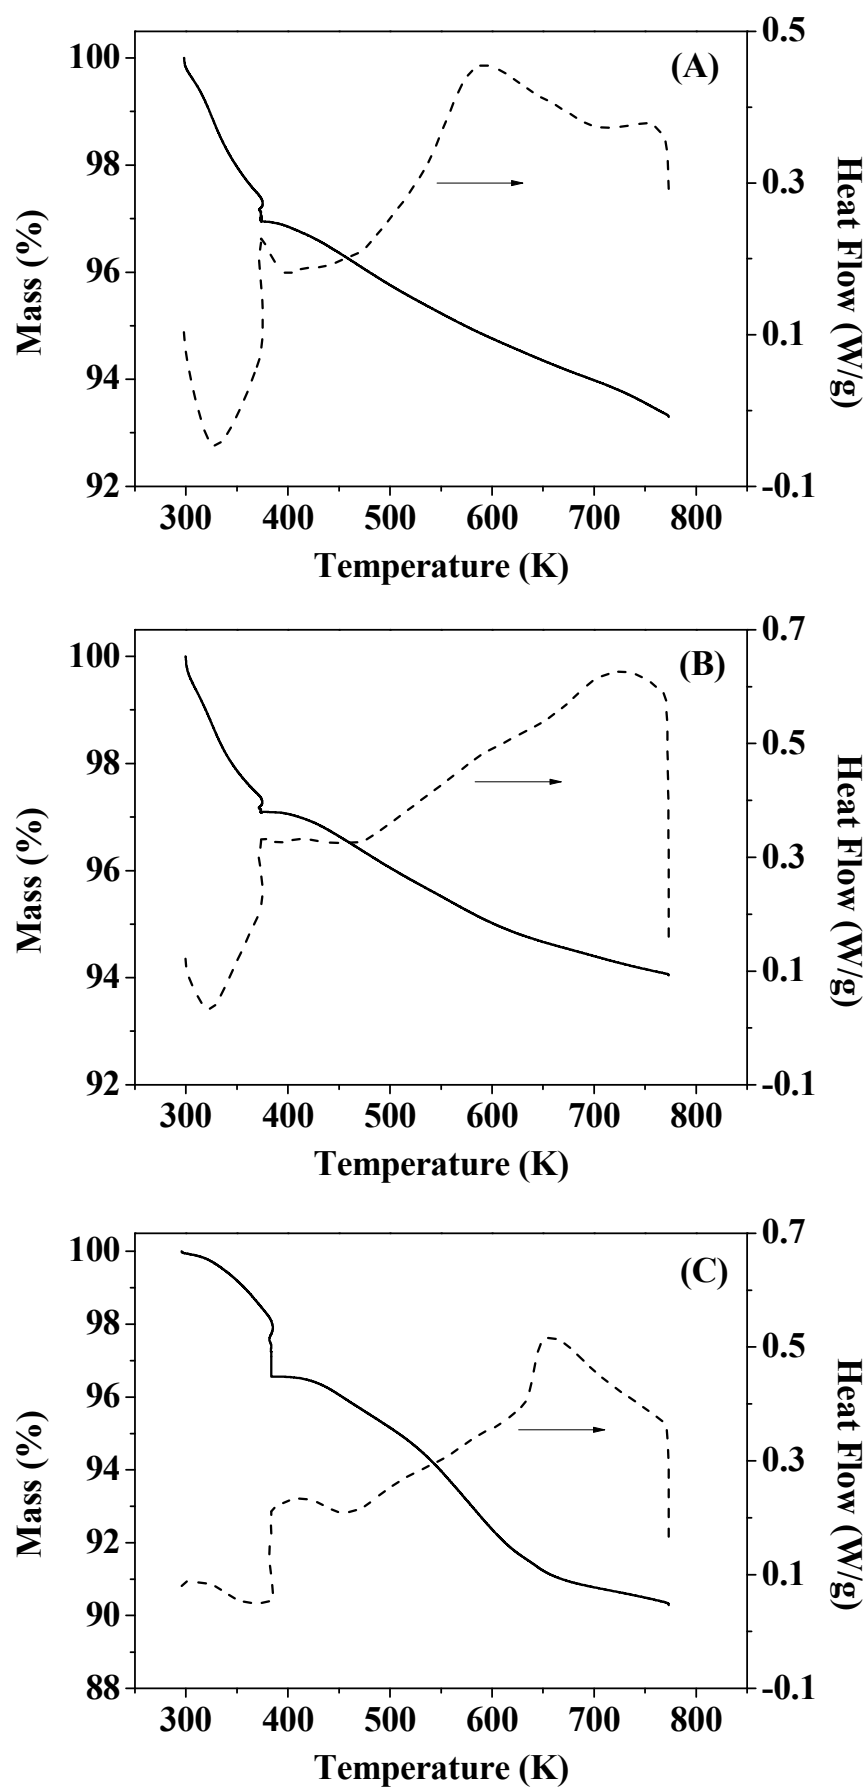 (A)
100
98
96
94
92
Mass (%)
0.5
0.3
0.1
-0.1
Heat Flow (W/g)
300 400 500 600 700 800
Temperature (K)
(B)
100
98
96
94
92
Mass (%)
0.7
0.5
0.3
0.1
-0.1
Heat Flow (W/g)
300 400 500 600 700 800
Temperature (K)
(C)
100
98
96
94
92
90
88
Mass (%)
0.7
0.5
0.3
0.1
-0.1
Heat Flow (W/g)
300 400 500 600 700 800
Temperature (K)